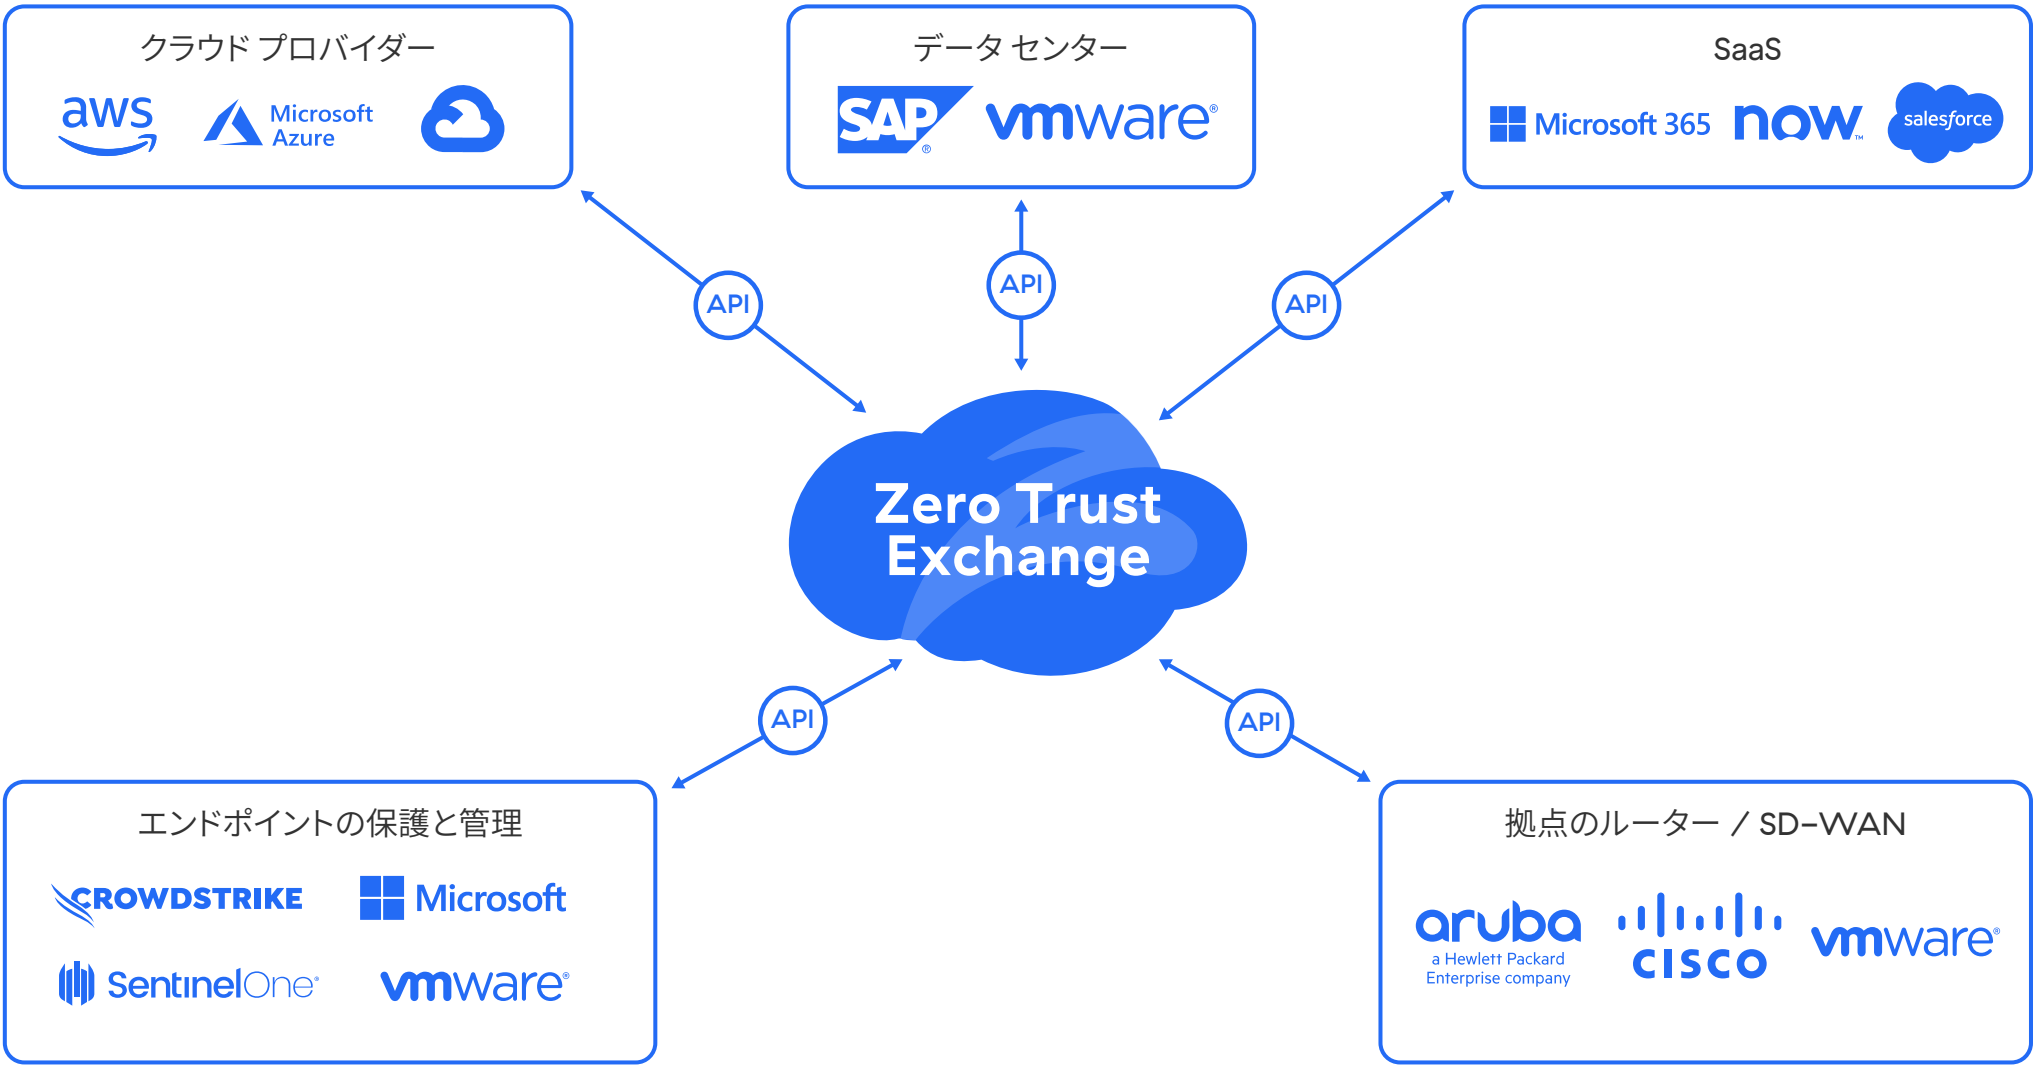 クラウド プロバイダー
aws
Microsoft
Azure
データ センター
SAP®
vmware®
SaaS
Microsoft 365
now™
salesforce
API
API
API
Zero Trust
Exchange
API
API
エンドポイントの保護と管理
CROWDSTRIKE
Microsoft
SentinelOne®
vmware®
拠点のルーター / SD-WAN
aruba
a Hewlett Packard
Enterprise company
CISCO
vmware®